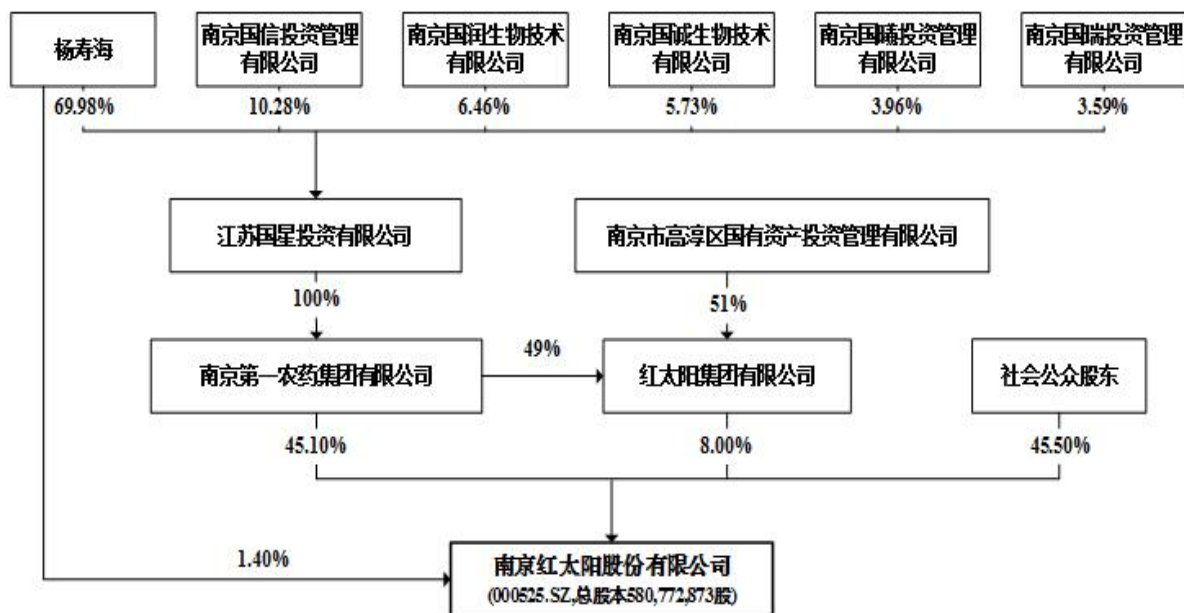 杨寿海
南京国信投资管理
有限公司
南京国润生物技术
有限公司
南京国诚生物技术
有限公司
南京国曦投资管理
有限公司
南京国瑞投资管理
有限公司
69.98%
10.28%
6.46%
5.73%
3.96%
3.59%
江苏国星投资有限公司
南京市高淳区国有资产投资管理有限公司
100%
51%
南京第一农药集团有限公司
49%
红太阳集团有限公司
社会公众股东
45.10%
8.00%
45.50%
1.40%
南京红太阳股份有限公司
(000525.SZ,总股本580,772,873股)